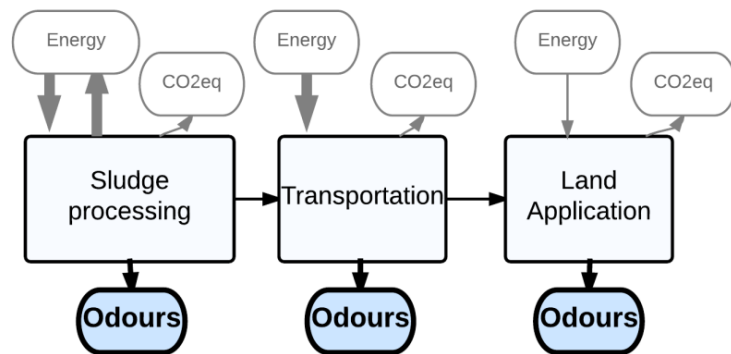 Energy
CO2eq
Energy
CO2eq
Energy
CO2eq
Sludge
processing
Transportation
Land
Application
Odours
Odours
Odours